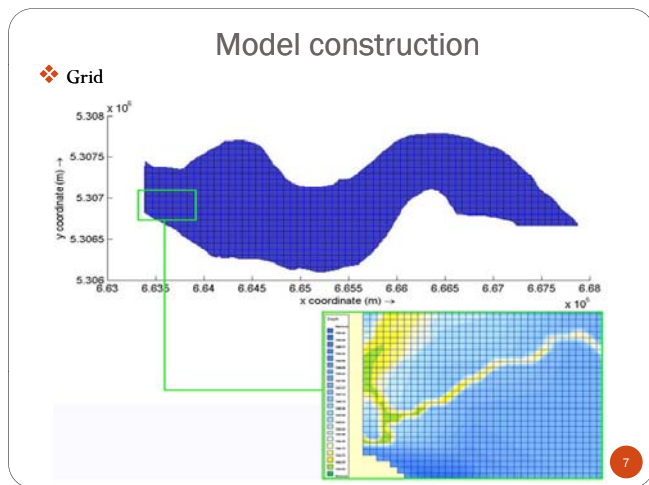 Model construction
Grid
x 10⁶
5.308
5.3075
5.307
5.3065
5.306
y coordinate (m) →
6.63 6.635 6.64 6.645 6.65 6.655 6.66 6.665 6.67 6.675 6.68
x coordinate (m) →
x 10⁶
7